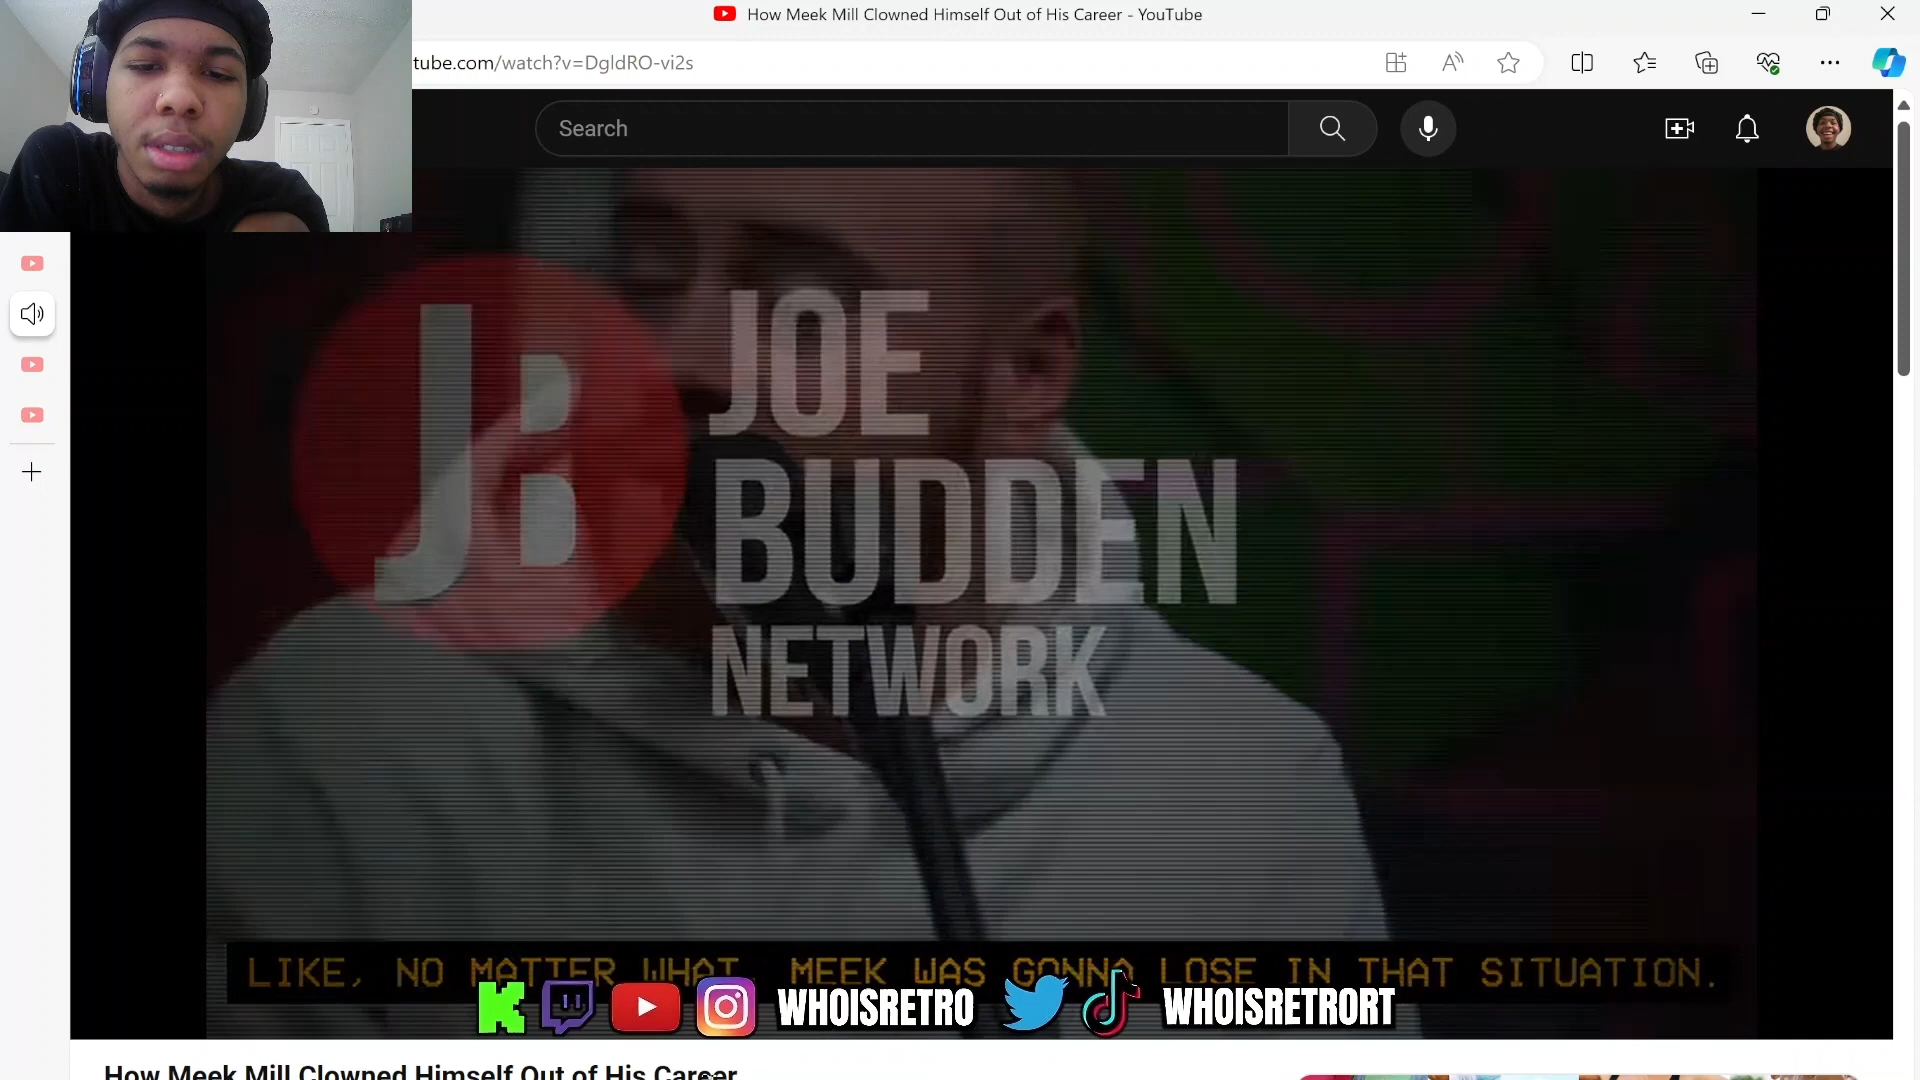 How Meek Mill Clowned Himself Out of His Career - YouTube
tube.com/watch?v=DgldRO-vi2s
Search
JB
JOE
BUDDEN
NETWORK
LIKE, NO MATTER WHAT, MEEK WAS GONNA LOSE IN THAT SITUATION.
WHOISRETRO
WHOISRETRORT
How Meek Mill Clowned Himself Out of His Career